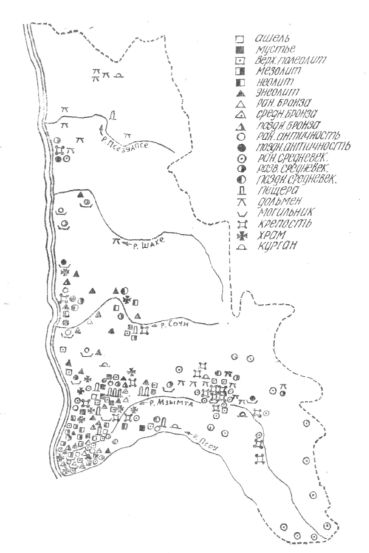 ашель
мустье
верх. палеолит
мезолит
неолит
энеолит
ран. бронза
средн. бронза
поздн. бронза
ран. античность
поздн. античность
ран. средневек.
разв. средневек.
поздн. средневек.
пещера
дольмен
могильник
крепость
храм
курган
р. Псезуапсе
р. Шахе
р. Сочи
р. Мзымта
р. Псоу